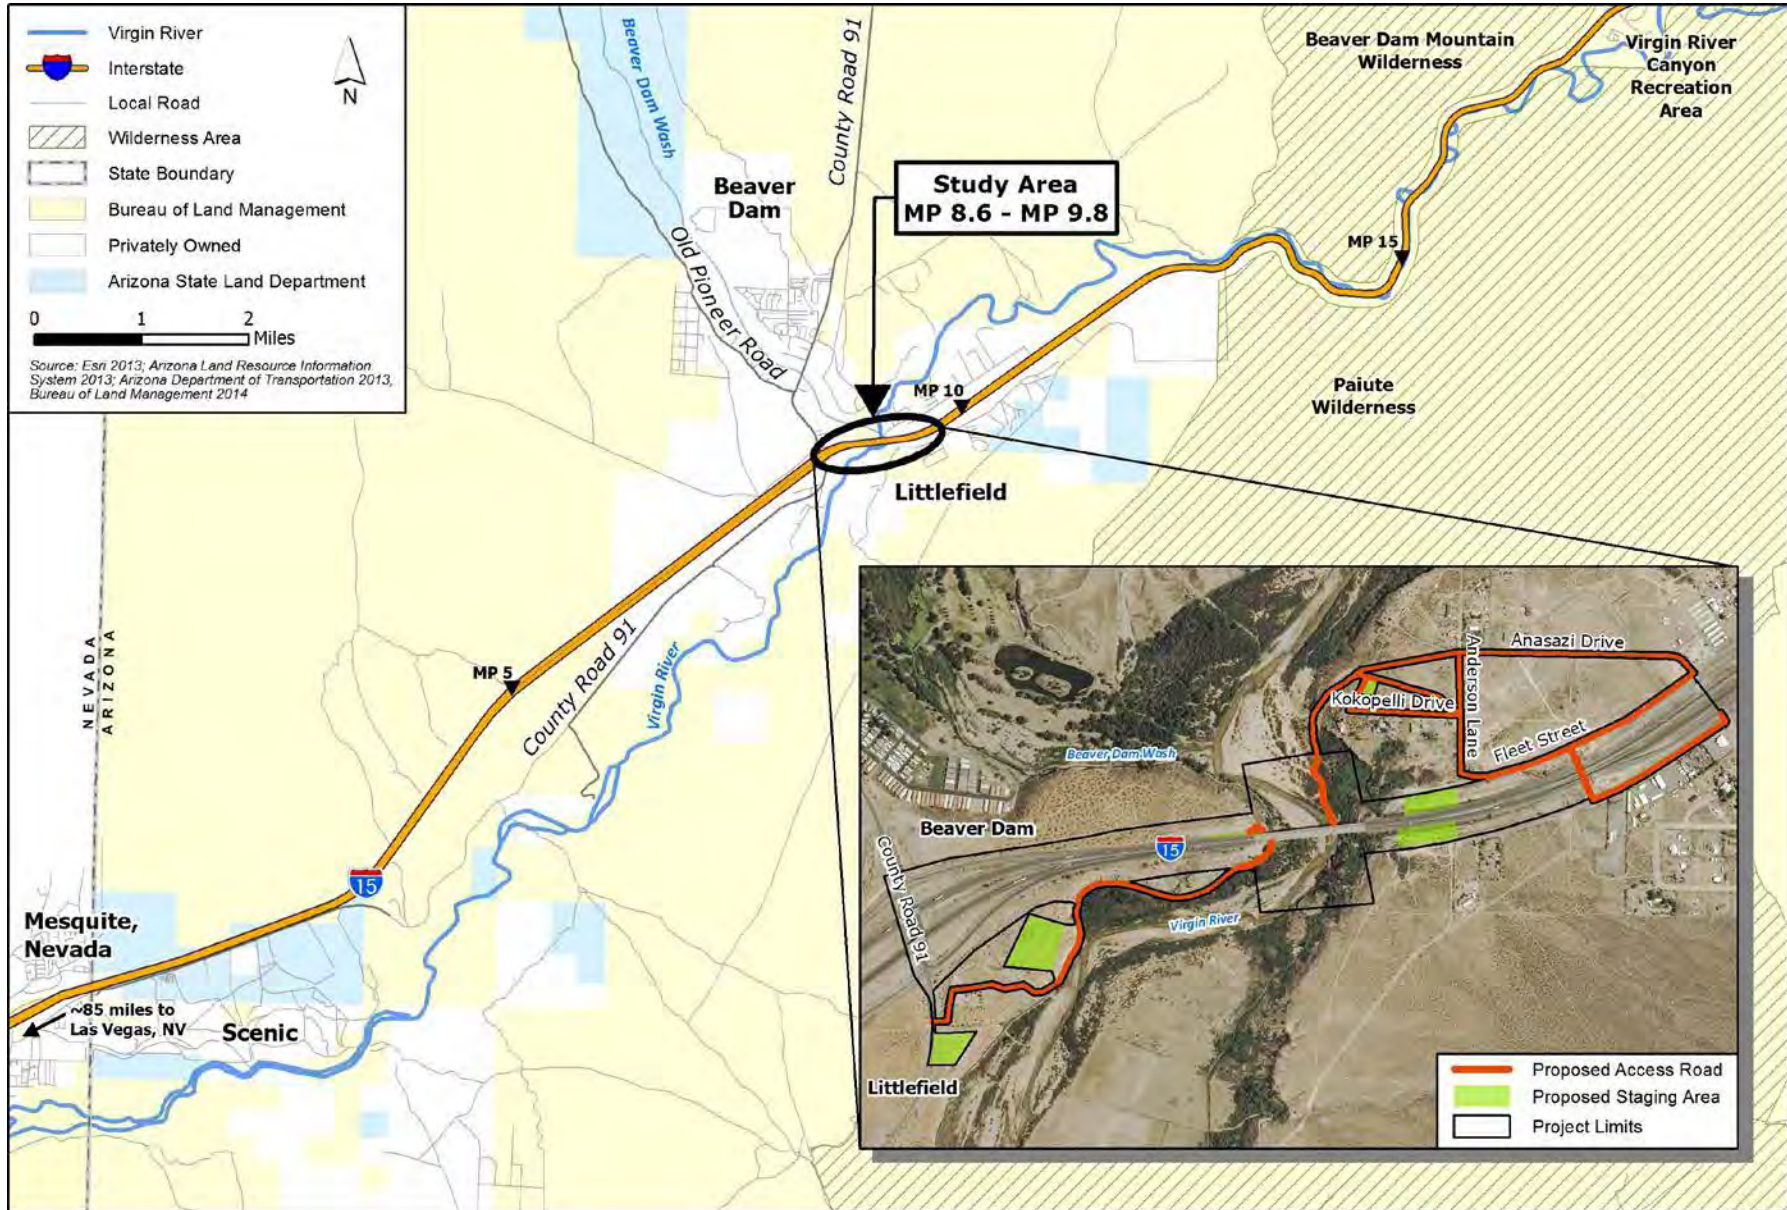 Virgin River
Interstate
Local Road
Wilderness Area
State Boundary
Bureau of Land Management
Privately Owned
Arizona State Land Department
0 1 2
Miles
Source: Esri 2013; Arizona Land Resource Information
System 2013; Arizona Department of Transportation 2013,
Bureau of Land Management 2014
N
Beaver Dam Wash
County Road 91
Beaver Dam Mountain
Wilderness
Virgin River
Canyon
Recreation
Area
Beaver
Dam
Study Area
MP 8.6 - MP 9.8
Old Pioneer Road
MP 15
MP 10
Paiute
Wilderness
Littlefield
NEVADA
ARIZONA
MP 5
County Road 91
Virgin River
15
Mesquite,
Nevada
~85 miles to
Las Vegas, NV
Scenic
Anasazi Drive
Anderson Lane
Kokopelli Drive
Fleet Street
Beaver Dam Wash
Beaver Dam
15
County Road 91
Virgin River
Littlefield
Proposed Access Road
Proposed Staging Area
Project Limits